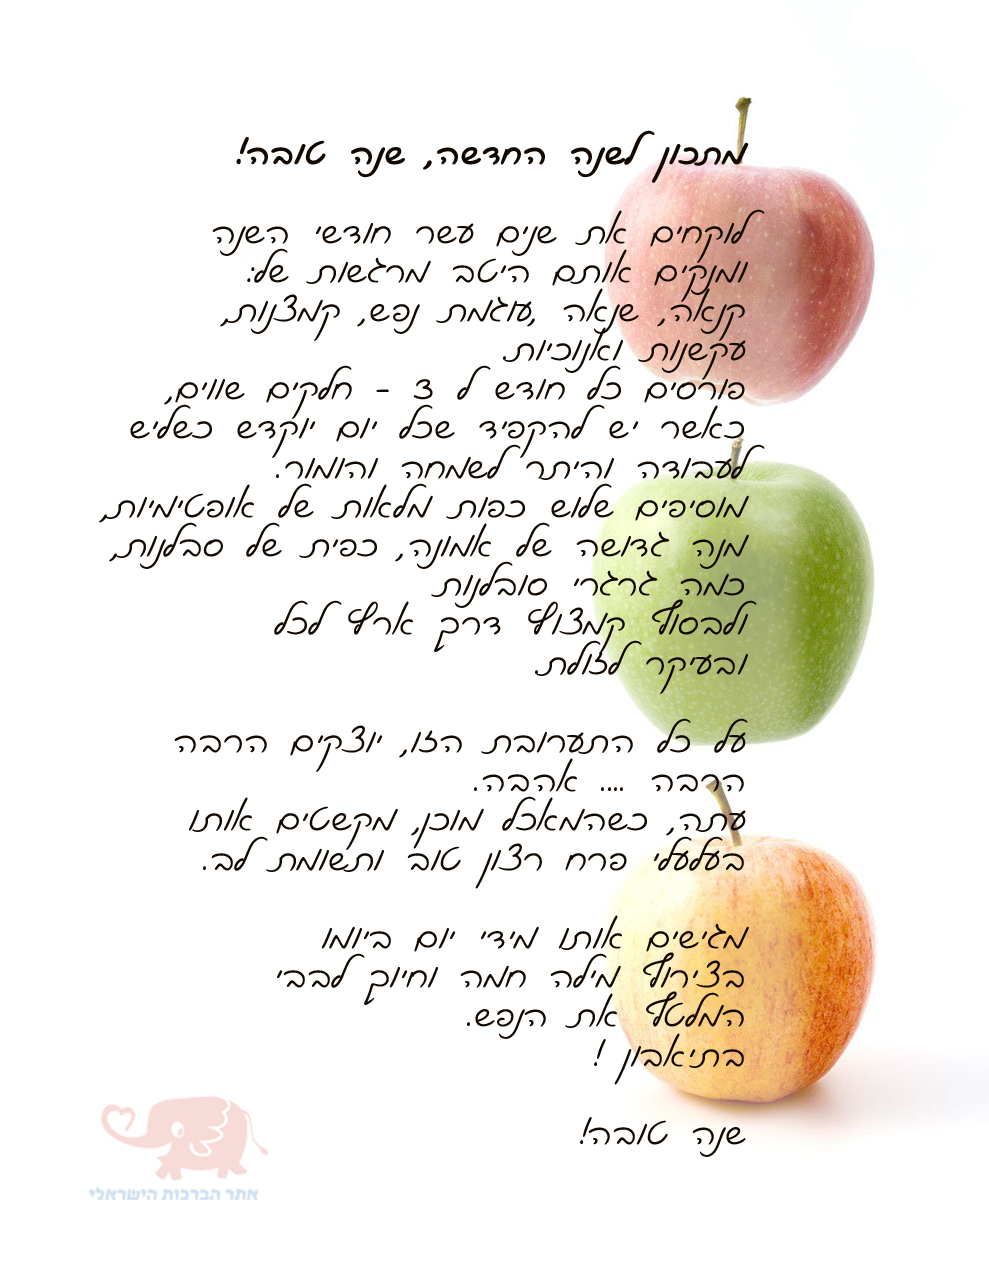 מתכון לשנה החדשה, שנה טובה!
לוקחים את שנים עשר חודשי השנה
ומנקים אותם היטב מרגשות של:
קנאה, שנאה ,עוגמת נפש, קמצנות,
עקשנות ואנוכיות.
פורסים כל חודש ל 3 - חלקים שווים,
כאשר יש להקפיד שכל יום יוקדש כשליש
לעבודה והיתר לשמחה והומור.
מוסיפים שלוש כפות מלאות של אופטימיות,
מנה גדושה של אמונה, כפית של סבלנות,
כמה גרגרי סובלנות
ולבסוף קמצוץ דרך ארץ לכל
ובעיקר לזולת.
על כל התערובת הזו, יוצקים הרבה
הרבה .... אהבה.
עתה, כשהמאכל מוכן, מקשטים אותו
בעלעלי פרח רצון טוב ותשומת לב.
מגישים אותו מידי יום ביומו
בצירוף מילה חמה וחיוך לבבי
המלטף את הנפש.
בתיאבון !
שנה טובה!
אתר הברכות הישראלי